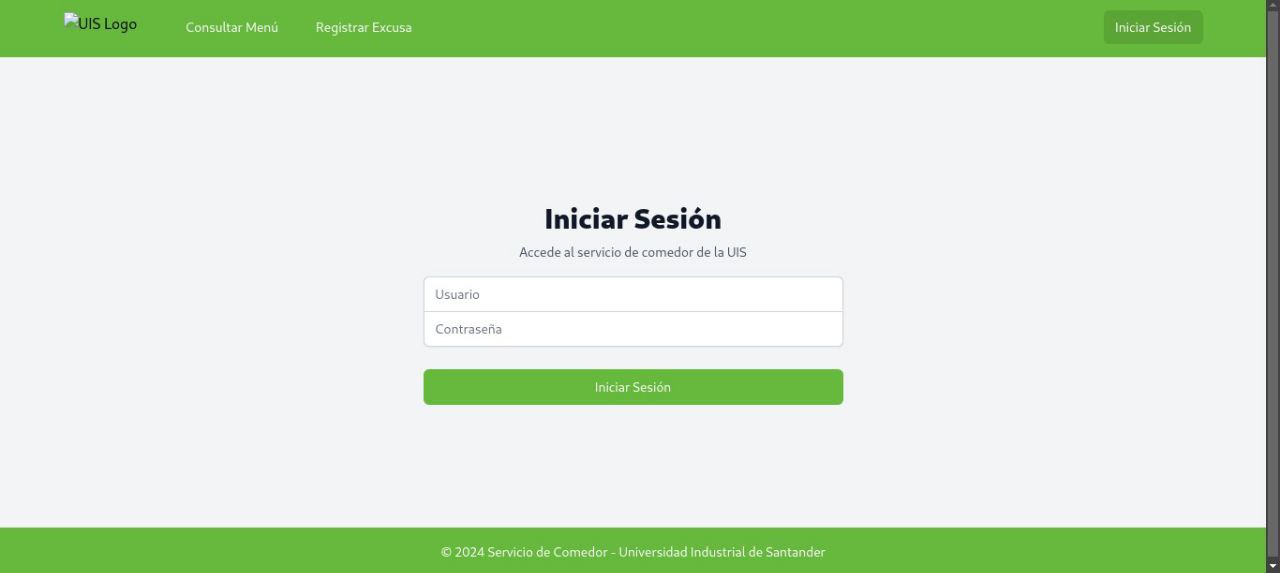 UIS Logo
Consultar Menú
Registrar Excusa
Iniciar Sesión
Iniciar Sesión
Accede al servicio de comedor de la UIS
Usuario
Contraseña
Iniciar Sesión
© 2024 Servicio de Comedor - Universidad Industrial de Santander